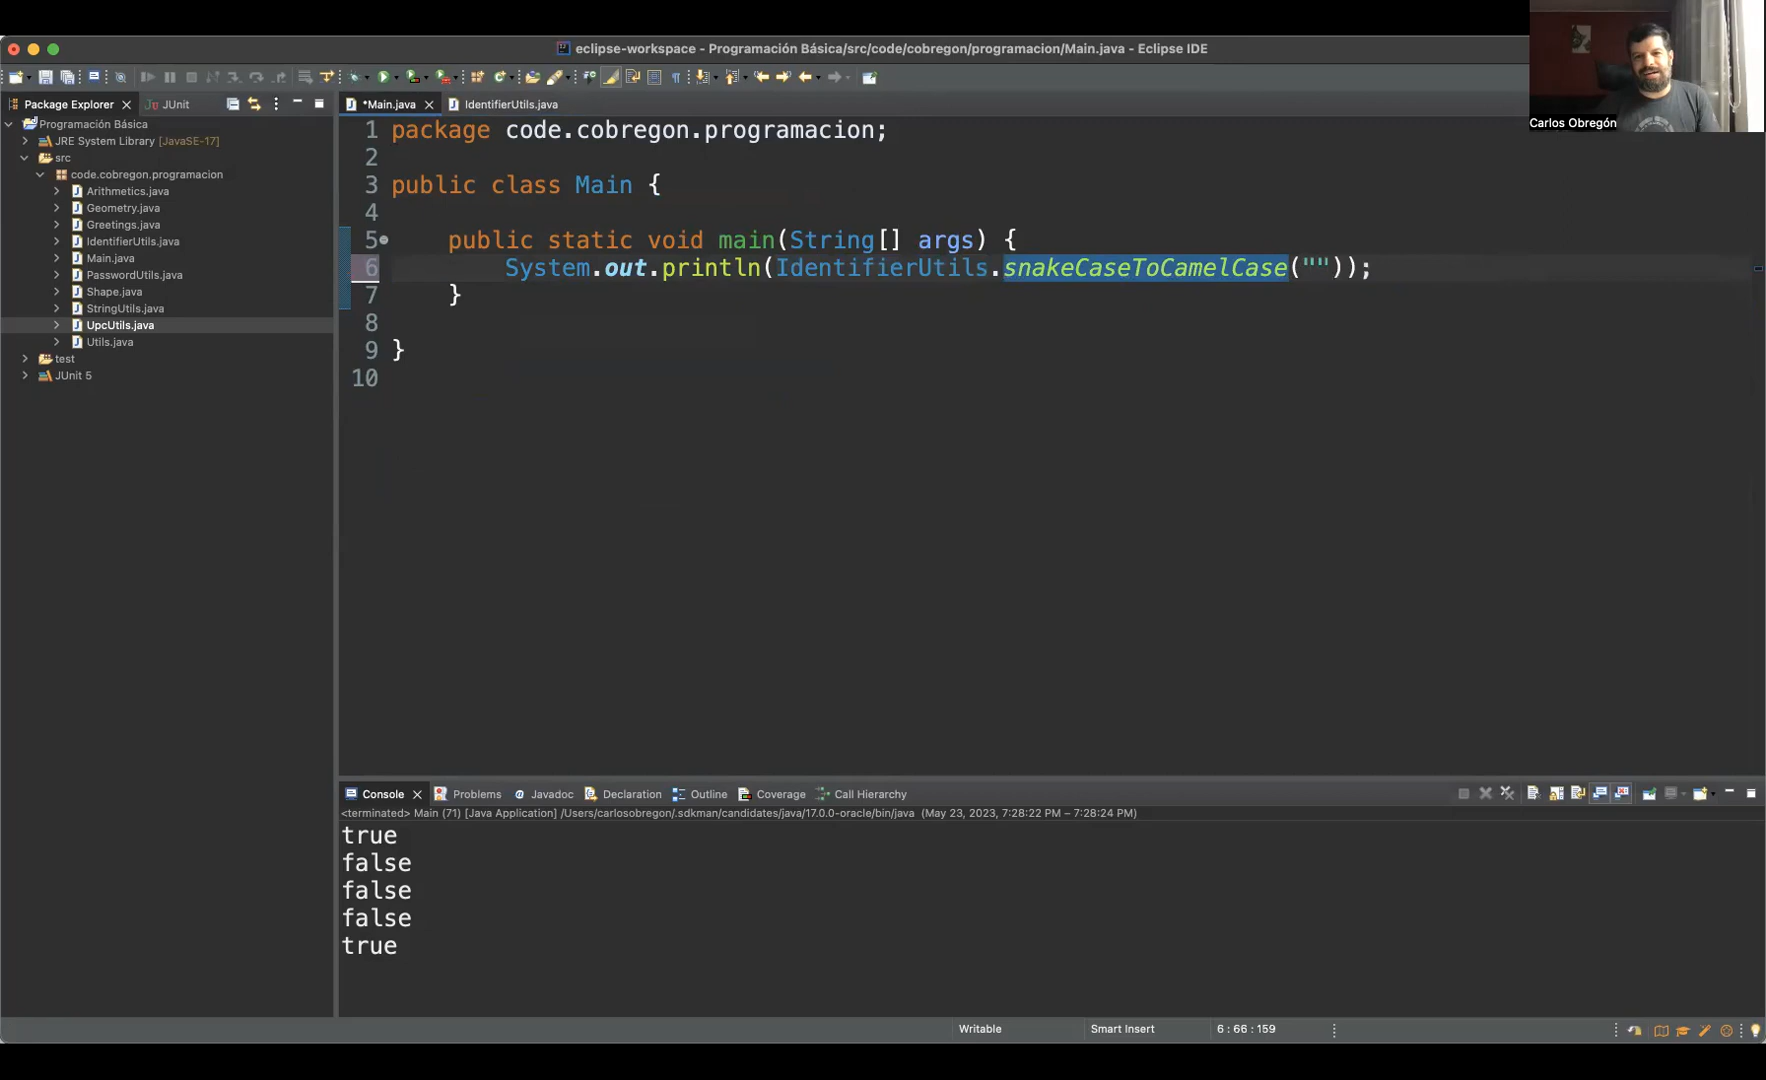 eclipse-workspace - Programación Básica/src/code/cobregon/programacion/Main.java - Eclipse IDE
Carlos Obregón
Package Explorer
JUnit
*Main.java
IdentifierUtils.java
Programación Básica
JRE System Library [JavaSE-17]
src
code.cobregon.programacion
Arithmetics.java
Geometry.java
Greetings.java
IdentifierUtils.java
Main.java
PasswordUtils.java
Shape.java
StringUtils.java
UpcUtils.java
Utils.java
test
JUnit 5
1 package code.cobregon.programacion;
2
3 public class Main {
4
5 public static void main(String[] args) {
6 System.out.println(IdentifierUtils.snakeCaseToCamelCase(""));
7 }
8
9 }
10
Console
Problems
Javadoc
Declaration
Outline
Coverage
Call Hierarchy
<terminated> Main (71) [Java Application] /Users/carlosobregon/.sdkman/candidates/java/17.0.0-oracle/bin/java (May 23, 2023, 7:28:22 PM – 7:28:24 PM)
true
false
false
false
true
Writable
Smart Insert
6 : 66 : 159